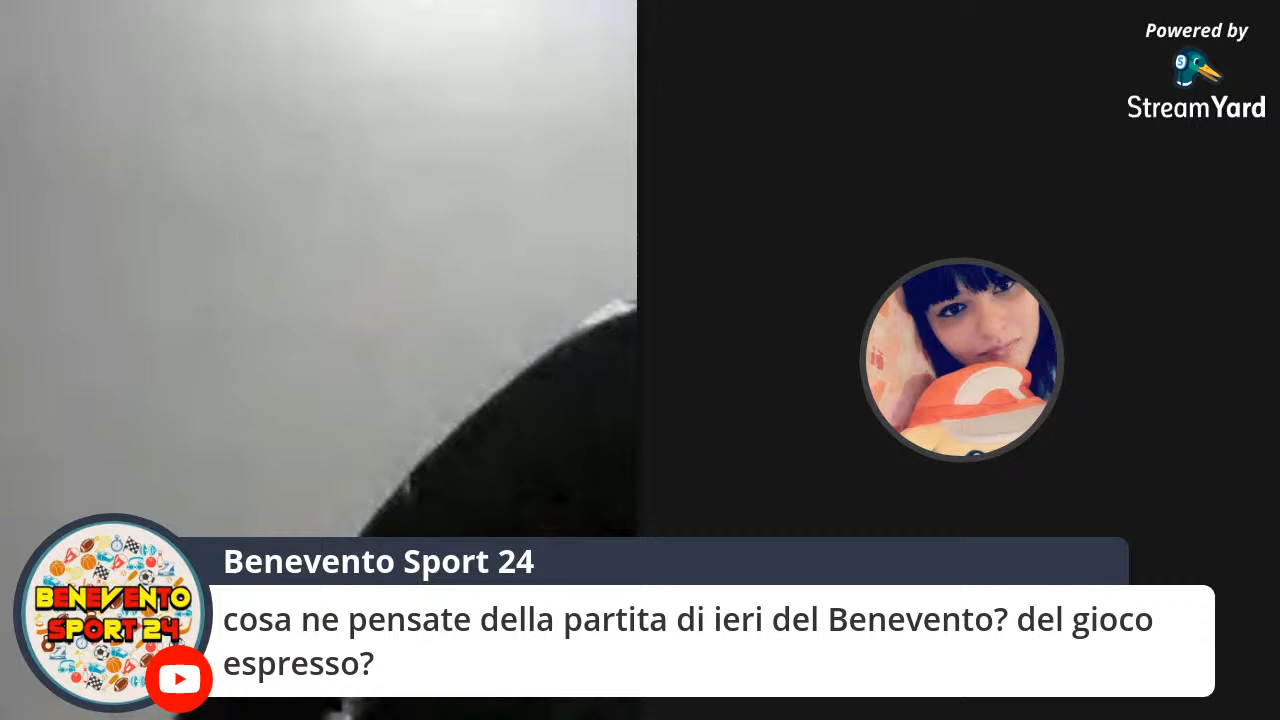 Powered by
StreamYard
Benevento Sport 24
BENEVENTO
SPORT 24
cosa ne pensate della partita di ieri del Benevento? del gioco
espresso?